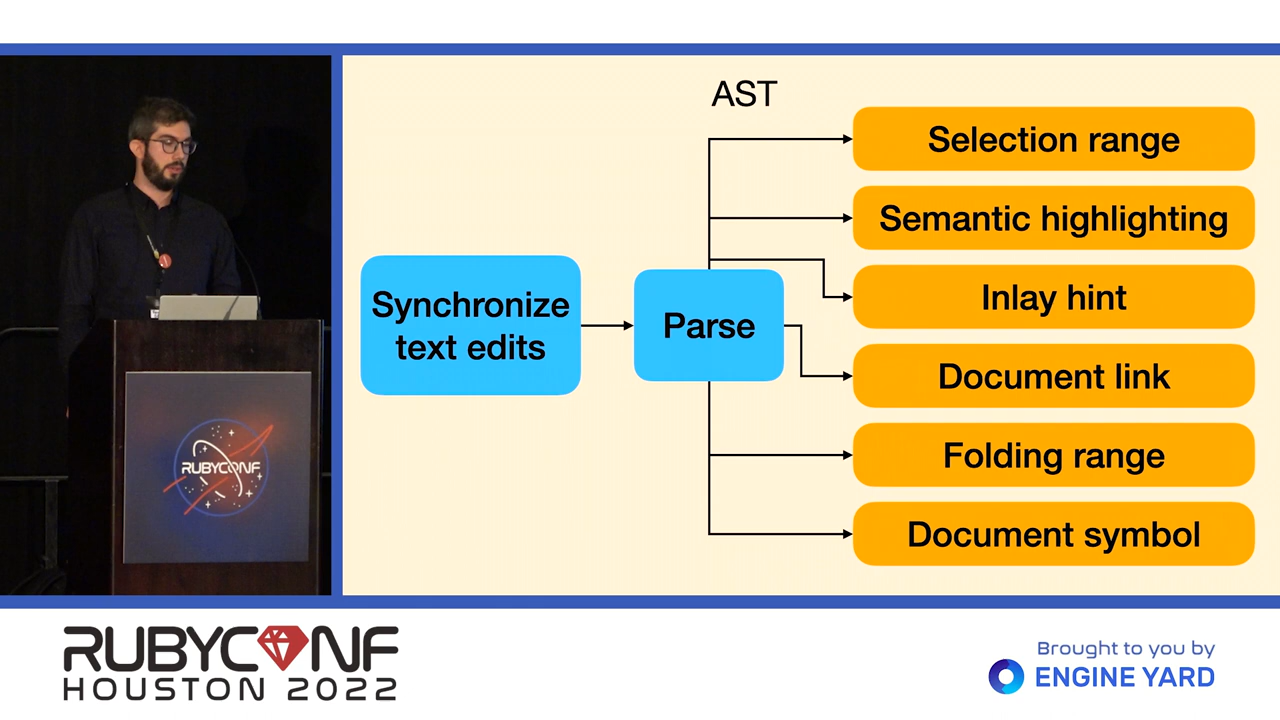 AST
Selection range
Semantic highlighting
Inlay hint
Document link
Folding range
Document symbol
Synchronize
text edits
Parse
RUBYCONF
RUBYCONF
HOUSTON 2022
Brought to you by
ENGINE YARD